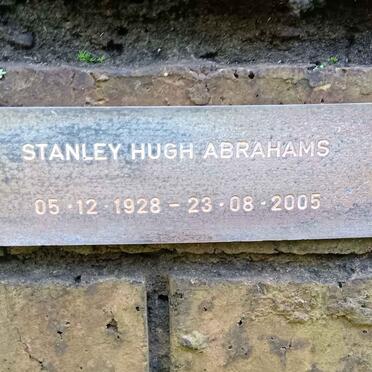 STANLEY HUGH ABRAHAMS
05·12·1928 – 23·08·2005